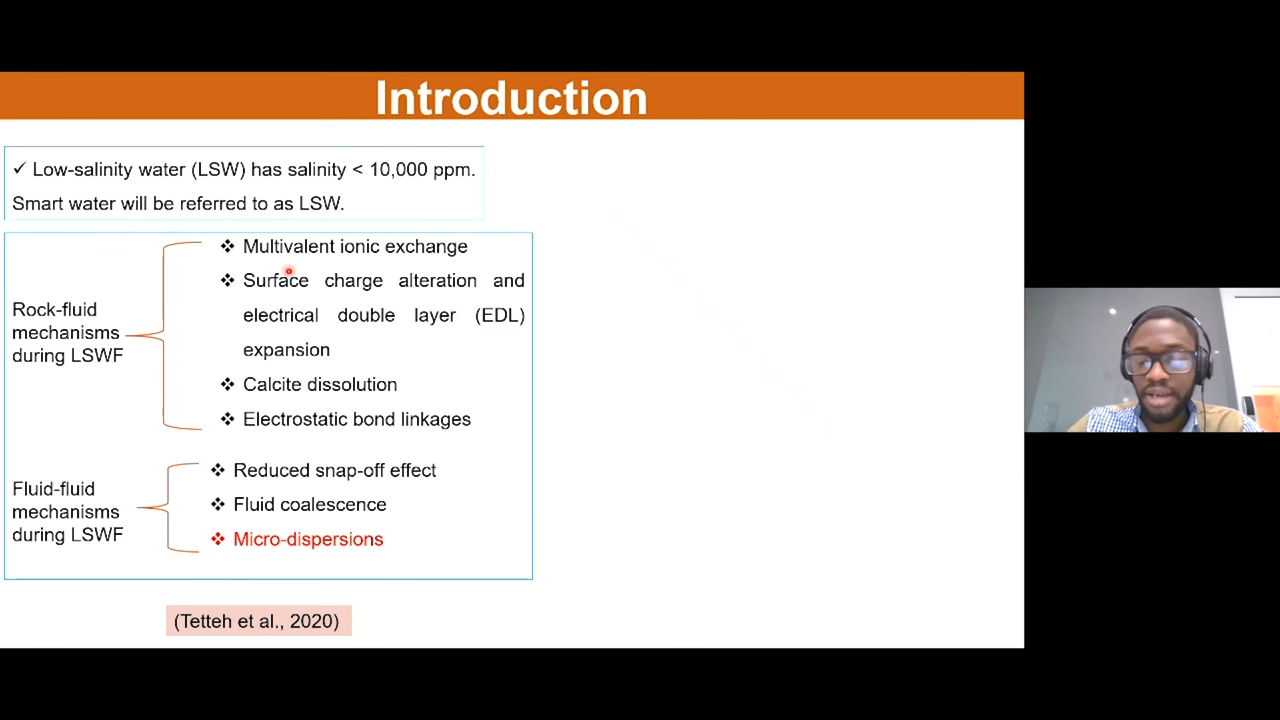 Introduction
✓ Low-salinity water (LSW) has salinity < 10,000 ppm.
Smart water will be referred to as LSW.
Rock-fluid
mechanisms
during LSWF
❖ Multivalent ionic exchange
❖ Surface charge alteration and
electrical double layer (EDL)
expansion
❖ Calcite dissolution
❖ Electrostatic bond linkages
Fluid-fluid
mechanisms
during LSWF
❖ Reduced snap-off effect
❖ Fluid coalescence
❖ Micro-dispersions
(Tetteh et al., 2020)